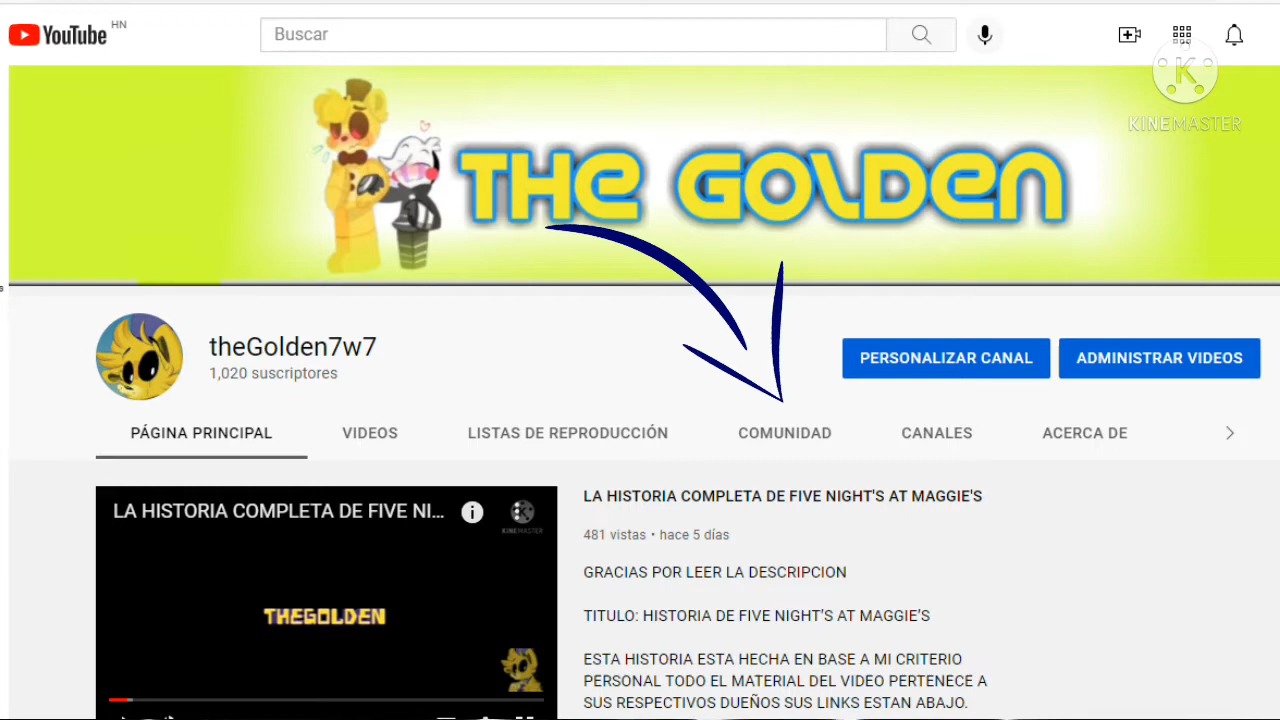 YouTube HN
Buscar
KINEMASTER
THE GOLDEN
theGolden7w7
1,020 suscriptores
PERSONALIZAR CANAL
ADMINISTRAR VIDEOS
PÁGINA PRINCIPAL
VIDEOS
LISTAS DE REPRODUCCIÓN
COMUNIDAD
CANALES
ACERCA DE
LA HISTORIA COMPLETA DE FIVE NI...
KINEMASTER
THEGOLDEN
LA HISTORIA COMPLETA DE FIVE NIGHT'S AT MAGGIE'S
481 vistas • hace 5 días
GRACIAS POR LEER LA DESCRIPCION
TITULO: HISTORIA DE FIVE NIGHT’S AT MAGGIE’S
ESTA HISTORIA ESTA HECHA EN BASE A MI CRITERIO
PERSONAL TODO EL MATERIAL DEL VIDEO PERTENECE A
SUS RESPECTIVOS DUEÑOS SUS LINKS ESTAN ABAJO.